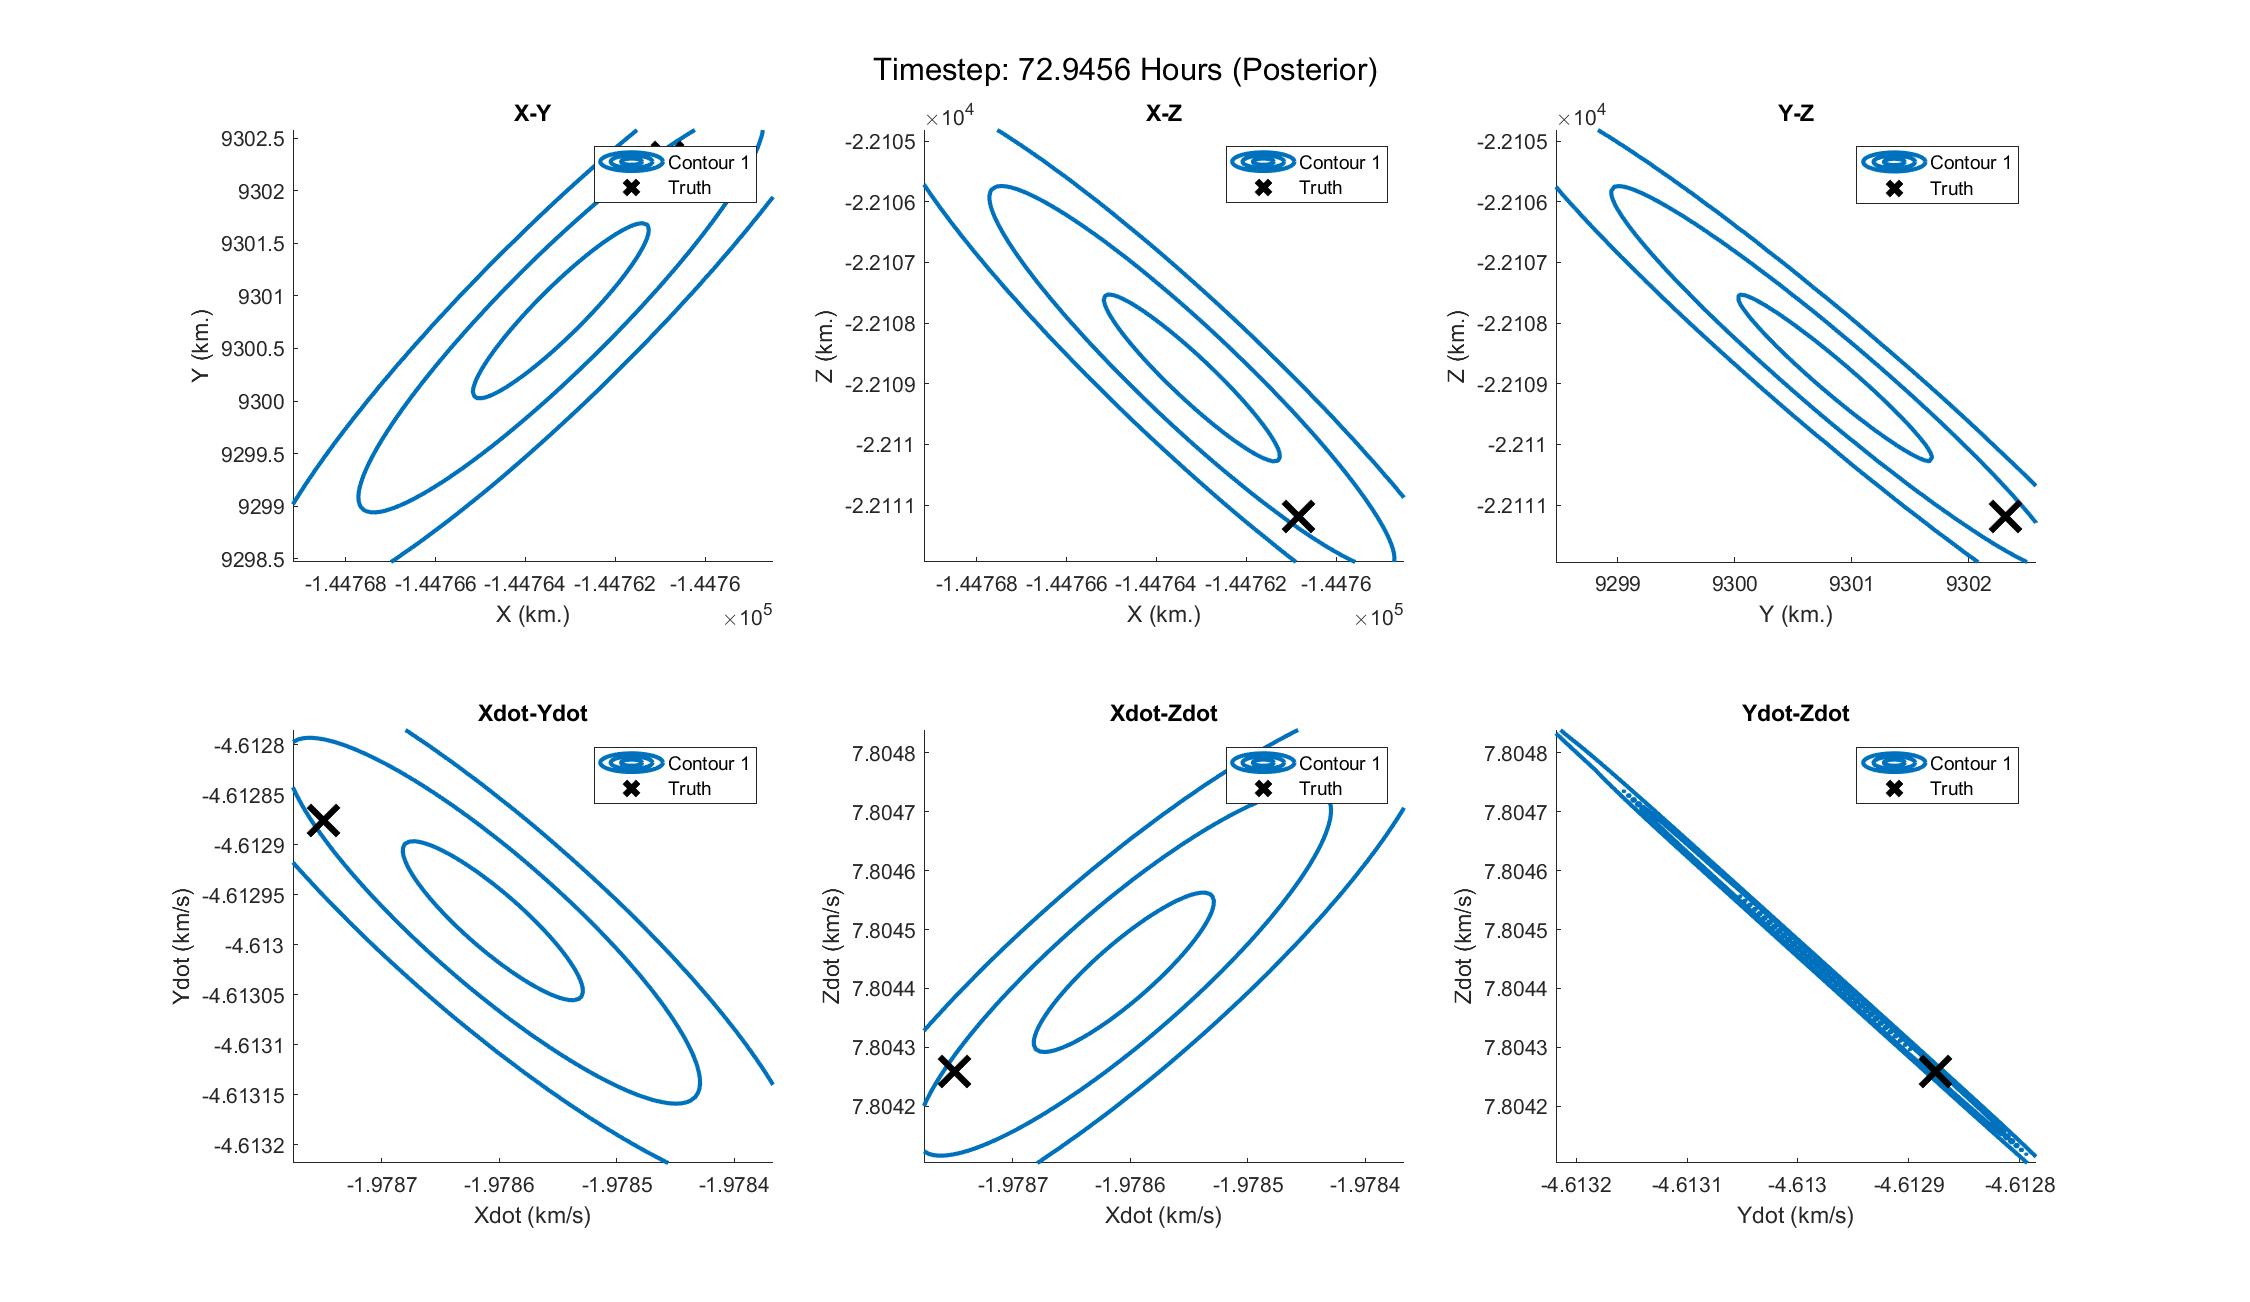 Timestep: 72.9456 Hours (Posterior)
X-Y
9302.5
9302
9301.5
9301
9300.5
9300
9299.5
9299
9298.5
Y (km.)
-1.44768 -1.44766 -1.44764 -1.44762 -1.4476
X (km.)
×10^5
Contour 1
Truth
X-Z
×10^4
-2.2105
-2.2106
-2.2107
-2.2108
-2.2109
-2.211
-2.2111
Z (km.)
-1.44768 -1.44766 -1.44764 -1.44762 -1.4476
X (km.)
×10^5
Contour 1
Truth
Y-Z
×10^4
-2.2105
-2.2106
-2.2107
-2.2108
-2.2109
-2.211
-2.2111
Z (km.)
9299 9300 9301 9302
Y (km.)
Contour 1
Truth
Xdot-Ydot
-4.6128
-4.61285
-4.6129
-4.61295
-4.613
-4.61305
-4.6131
-4.61315
-4.6132
Ydot (km/s)
-1.9787 -1.9786 -1.9785 -1.9784
Xdot (km/s)
Contour 1
Truth
Xdot-Zdot
7.8048
7.8047
7.8046
7.8045
7.8044
7.8043
7.8042
Zdot (km/s)
-1.9787 -1.9786 -1.9785 -1.9784
Xdot (km/s)
Contour 1
Truth
Ydot-Zdot
7.8048
7.8047
7.8046
7.8045
7.8044
7.8043
7.8042
Zdot (km/s)
-4.6132 -4.6131 -4.613 -4.6129 -4.6128
Ydot (km/s)
Contour 1
Truth